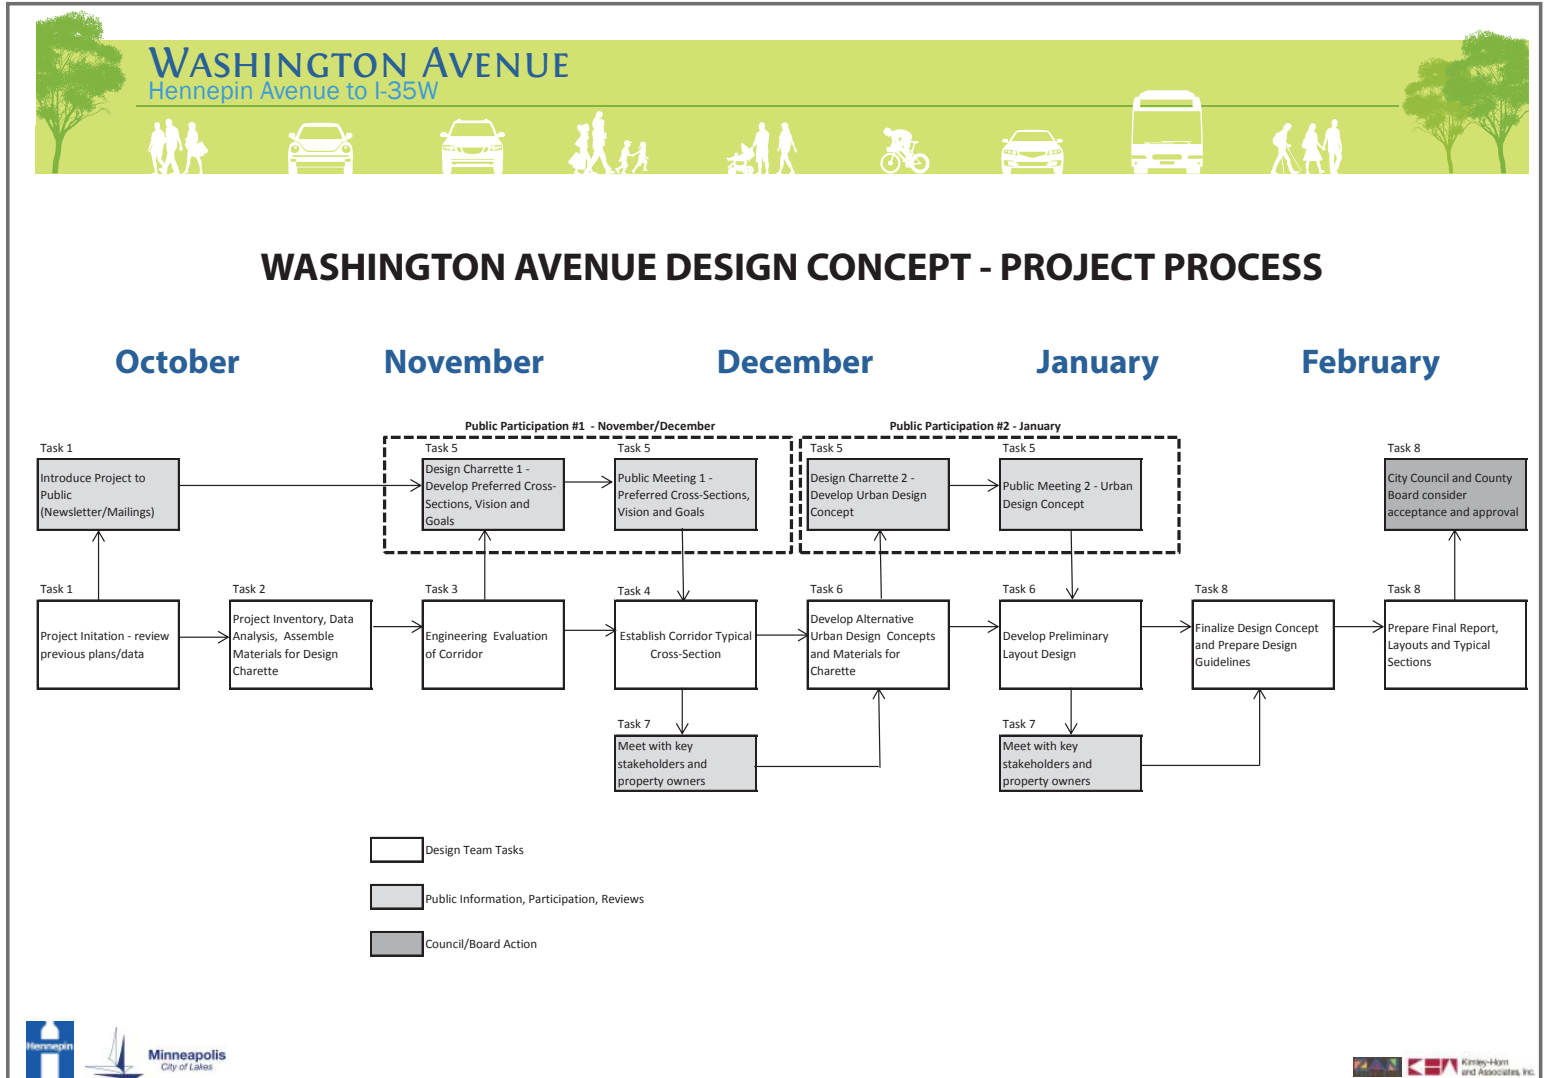 WASHINGTON AVENUE
Hennepin Avenue to I-35W
WASHINGTON AVENUE DESIGN CONCEPT - PROJECT PROCESS
October
November
December
January
February
Public Participation #1 - November/December
Public Participation #2 - January
Task 1
Introduce Project to
Public
(Newsletter/Mailings)
Task 5
Design Charrette 1 -
Develop Preferred Cross-
Sections, Vision and
Goals
Task 5
Public Meeting 1 -
Preferred Cross-Sections,
Vision and Goals
Task 5
Design Charrette 2 -
Develop Urban Design
Concept
Task 5
Public Meeting 2 - Urban
Design Concept
Task 8
City Council and County
Board consider
acceptance and approval
Task 1
Project Initation - review
previous plans/data
Task 2
Project Inventory, Data
Analysis, Assemble
Materials for Design
Charette
Task 3
Engineering Evaluation
of Corridor
Task 4
Establish Corridor Typical
Cross-Section
Task 6
Develop Alternative
Urban Design Concepts
and Materials for
Charette
Task 6
Develop Preliminary
Layout Design
Task 8
Finalize Design Concept
and Prepare Design
Guidelines
Task 8
Prepare Final Report,
Layouts and Typical
Sections
Task 7
Meet with key
stakeholders and
property owners
Task 7
Meet with key
stakeholders and
property owners
Design Team Tasks
Public Information, Participation, Reviews
Council/Board Action
Hennepin
Minneapolis
City of Lakes
Kimley-Horn
and Associates, Inc.